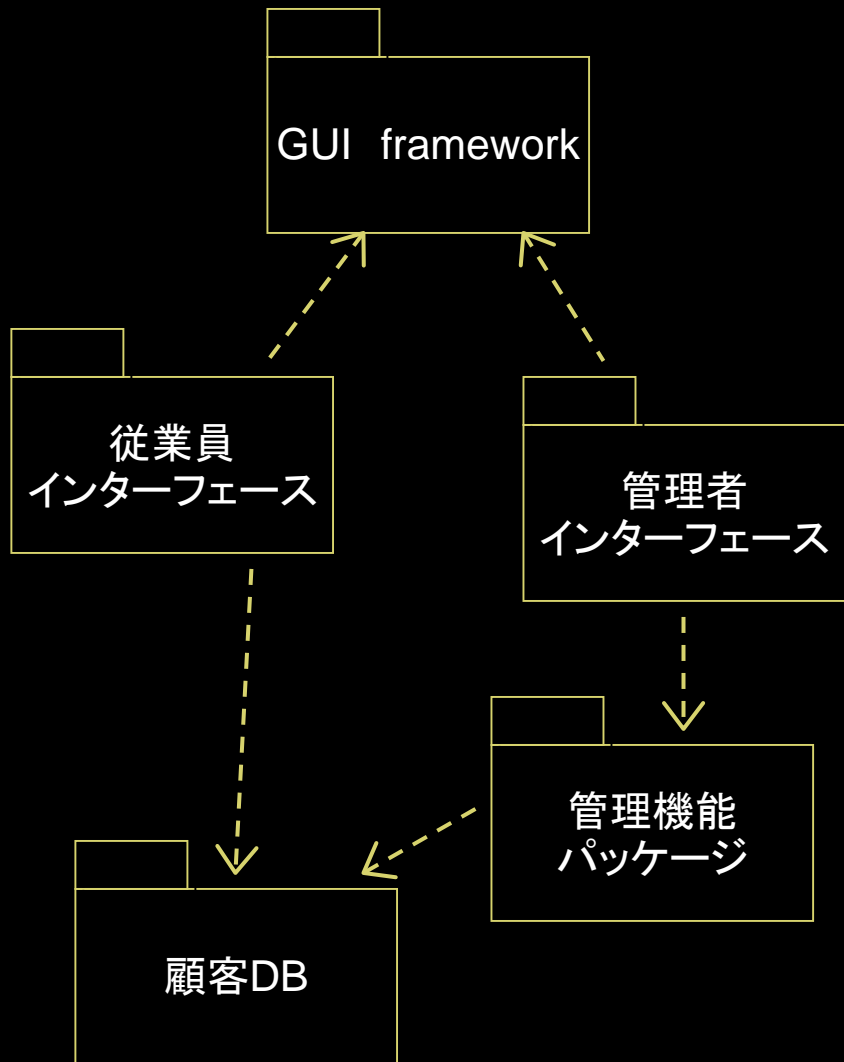 GUI framework
従業員
インターフェース
管理者
インターフェース
管理機能
パッケージ
顧客DB